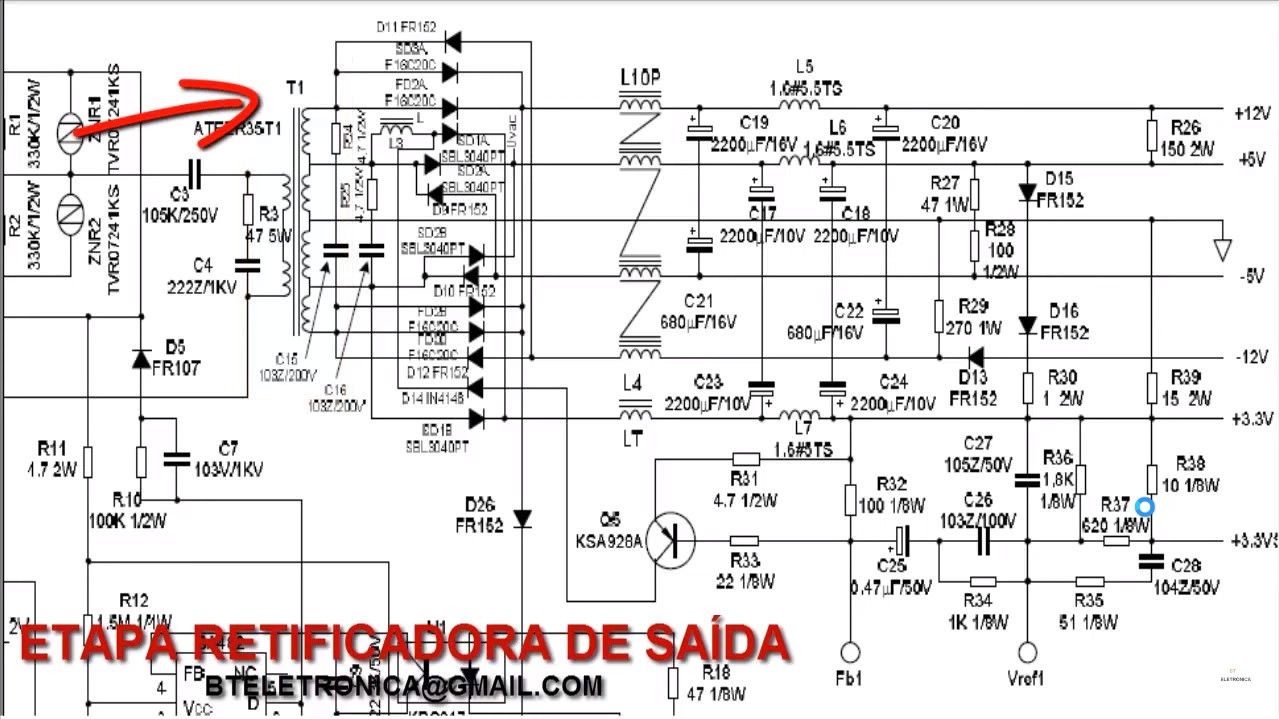 D11 FR152
SD3A
F16C20C
FD2A
F16C20C
L
L3
SD1A
SBL3040PT
SD2A
SBL3040PT
D9 FR152
SD2B
SBL3040PT
D10 FR152
FD2B
F16C20C
F16C20C
D12 FR152
D14 IN4148
SD1B
SBL3040PT
Uvac
R1
330K/1/2W
R2
330K/1/2W
ZNR1
TVR07241KS
ZNR2
TVR07241KS
T1
C3
105K/250V
R3
47 5W
C4
222Z/1KV
4.7 1/2W
R25
4.7 1/2W
C15
103Z/200V
C16
103Z/200V
D5
FR107
R11
4.7 2W
C7
103V/1KV
R10
100K 1/2W
R12
1.5M 1/4W
L10P
L5
1.6#5.5TS
L6
1.6#5.5TS
C19
2200µF/16V
C20
2200µF/16V
C17
2200µF/10V
C18
2200µF/10V
C21
680µF/16V
C22
680µF/16V
C23
2200µF/10V
C24
2200µF/10V
L4
LT
L7
1.6#5TS
R26
150 2W
R27
47 1W
R28
100
1/2W
R29
270 1W
D15
FR152
D16
FR152
D13
FR152
R30
1 2W
R39
15 2W
+12V
+5V
-5V
-12V
+3.3V
+3.3VS
D26
FR152
Q5
KSA928A
R31
4.7 1/2W
R33
22 1/8W
R32
100 1/8W
C27
105Z/50V
C26
103Z/100V
C25
0.47µF/50V
R36
1,8K
1/8W
R37
620 1/8W
R38
10 1/8W
C28
104Z/50V
R34
1K 1/8W
R35
51 1/8W
Fb1
Vref1
R18
47 1/8W
FB
4
Vcc
ETAPA RETIFICADORA DE SAÍDA
BTELETRONICA@GMAIL.COM
ELETRÔNICA